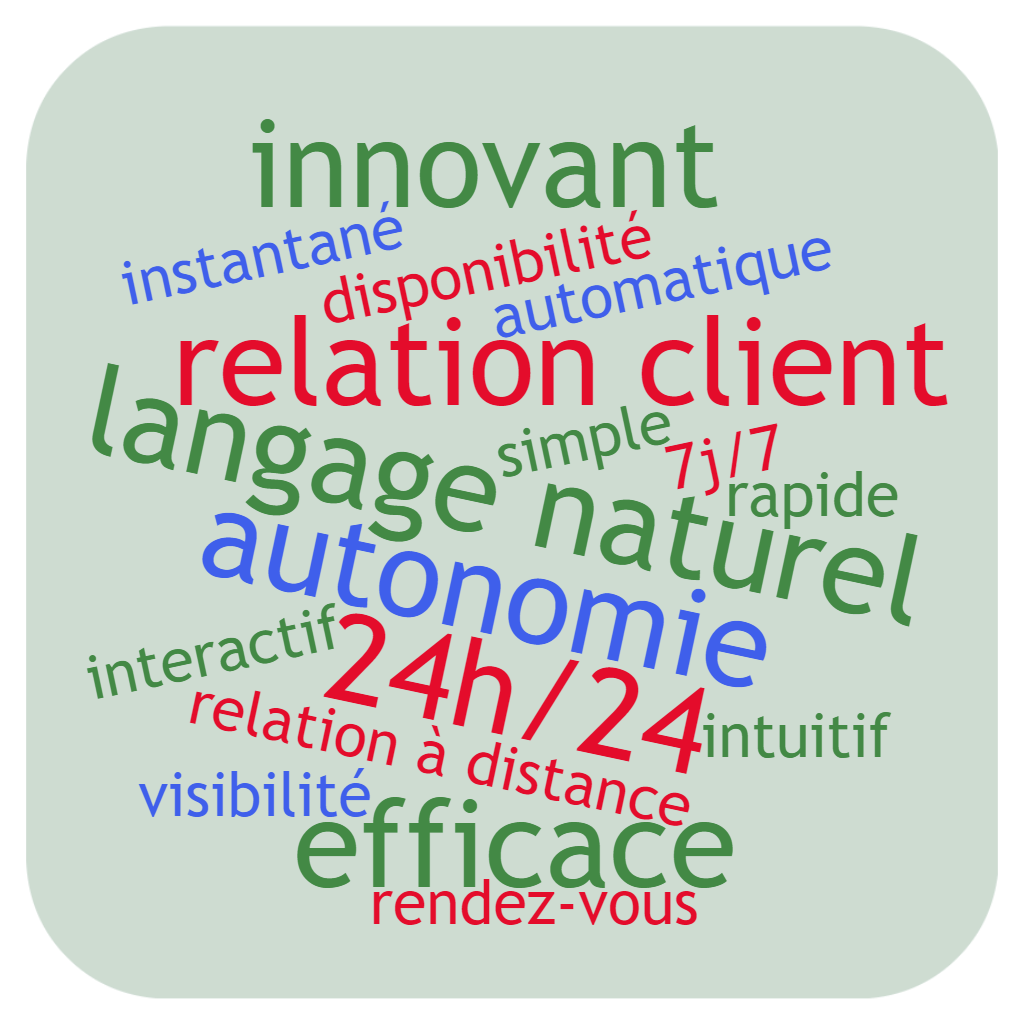 innovant
instantané
disponibilité
automatique
relation client
langage naturel
simple
7j/7
rapide
autonomie
interactif
24h/24
relation à distance
intuitif
visibilité
efficace
rendez-vous